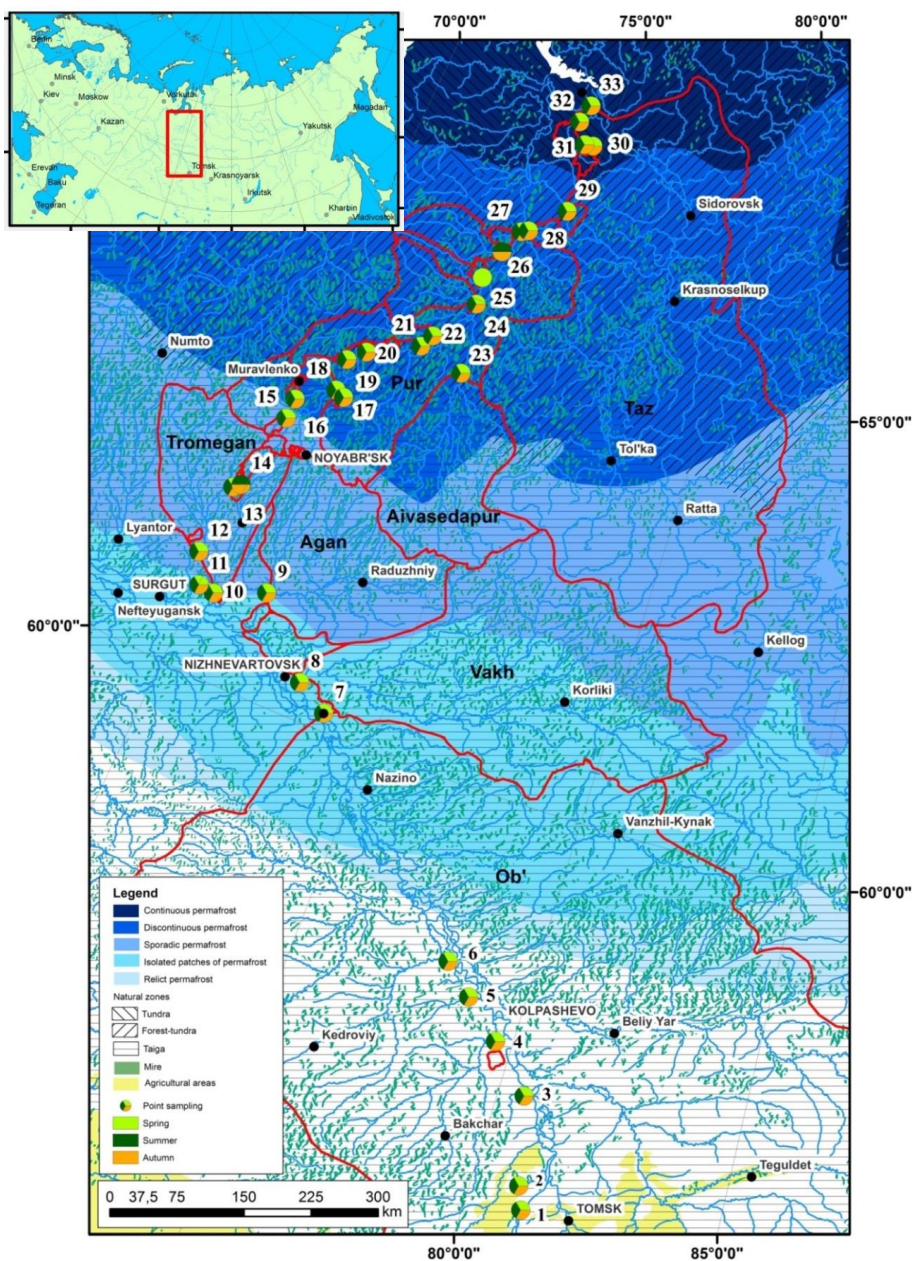 70°0'0"
75°0'0"
80°0'0"
Berlin
Minsk
Kiev
Moscow
Kazan
Vorkuta
Magadan
Yakutsk
Tomsk
Krasnoyarsk
Irkutsk
Erevan
Baku
Tegeran
Kharbin
Vladivostok
33
32
31
30
29
Sidorovsk
27
28
26
Krasnoselkup
25
24
21
22
Numto
20
23
Muravlenko
18
19
Pur
15
17
Taz
65°0'0"
16
Tromegan
NOYABR'SK
Tol'ka
14
13
Aivasedapur
Ratta
Lyantor
12
Agan
11
9
Raduzhniy
SURGUT
10
Nefteyugansk
60°0'0"
Kellog
8
NIZHNEVARTOVSK
Vakh
7
Korliki
Nazino
Vanzhil-Kynak
Ob'
60°0'0"
Legend
Continuous permafrost
Discontinuous permafrost
Sporadic permafrost
Isolated patches of permafrost
Relict permafrost
Natural zones
Tundra
Forest-tundra
Taiga
Mire
Agricultural areas
Point sampling
Spring
Summer
Autumn
0 37,5 75 150 225 300
km
6
5
KOLPASHEVO
Beliy Yar
4
Kedroviy
3
Bakchar
Teguldet
2
1
TOMSK
80°0'0"
85°0'0"